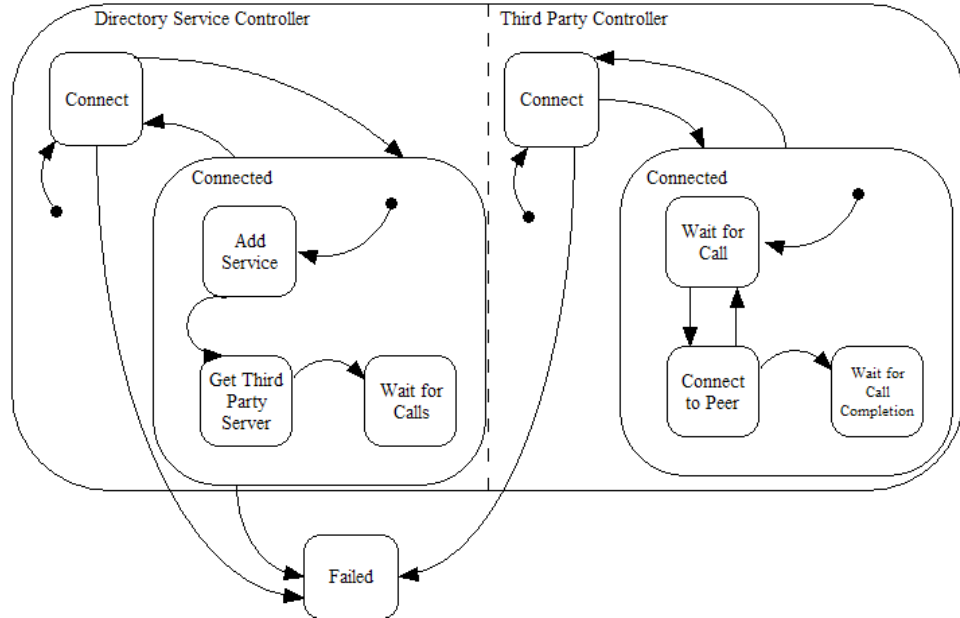 Directory Service Controller
Third Party Controller
Connect
Connect
Connected
Connected
Add
Service
Wait for
Call
Get Third
Party
Server
Wait for
Calls
Connect
to Peer
Wait for
Call
Completion
Failed